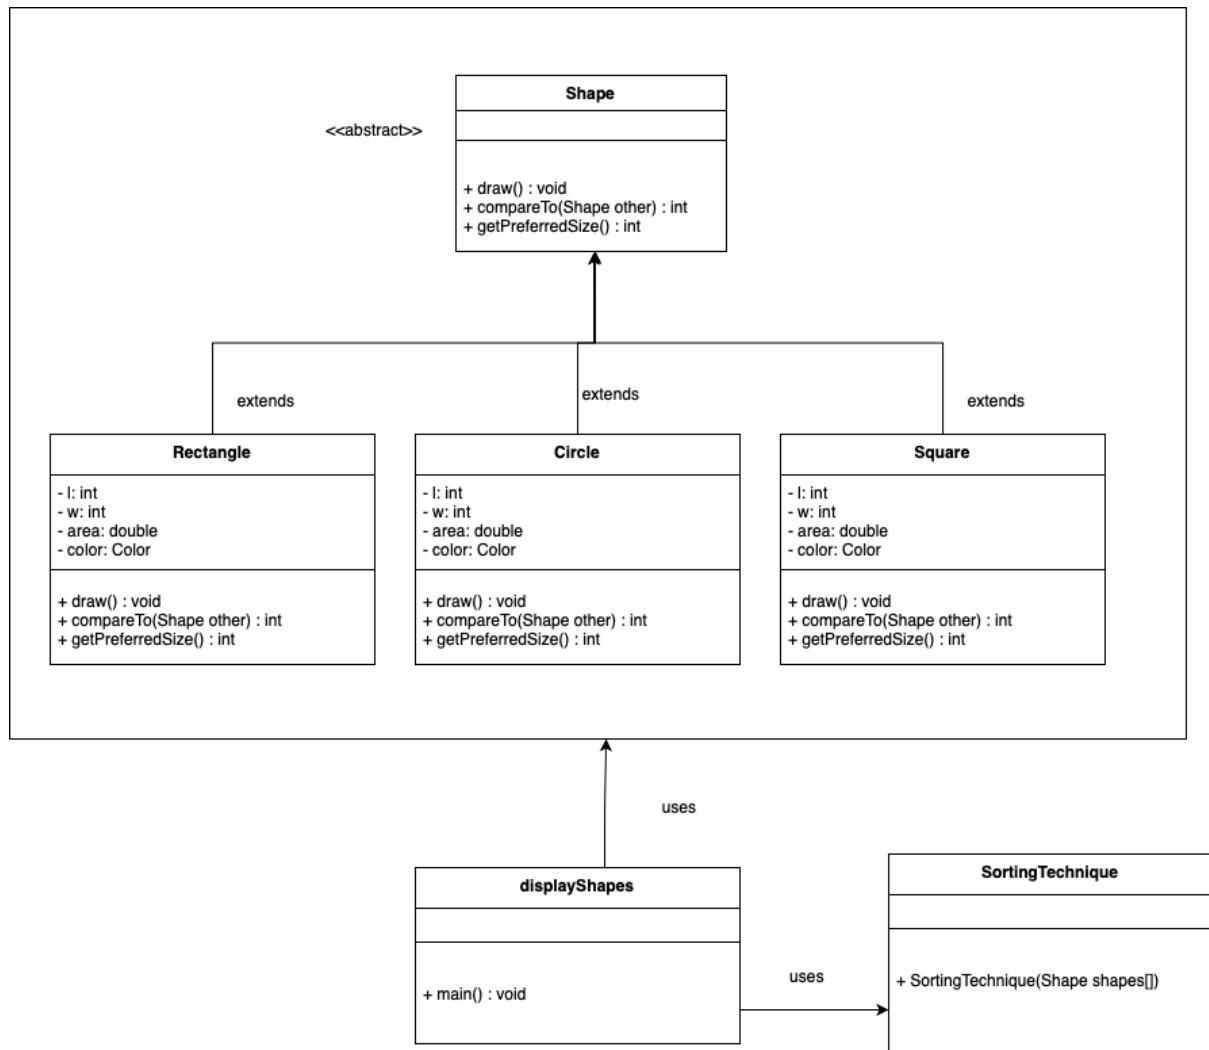 Shape
<<abstract>>
+ draw() : void
+ compareTo(Shape other) : int
+ getPreferredSize() : int
extends
extends
extends
Rectangle
- l: int
- w: int
- area: double
- color: Color
+ draw() : void
+ compareTo(Shape other) : int
+ getPreferredSize() : int
Circle
- l: int
- w: int
- area: double
- color: Color
+ draw() : void
+ compareTo(Shape other) : int
+ getPreferredSize() : int
Square
- l: int
- w: int
- area: double
- color: Color
+ draw() : void
+ compareTo(Shape other) : int
+ getPreferredSize() : int
uses
displayShapes
+ main() : void
uses
SortingTechnique
+ SortingTechnique(Shape shapes[])